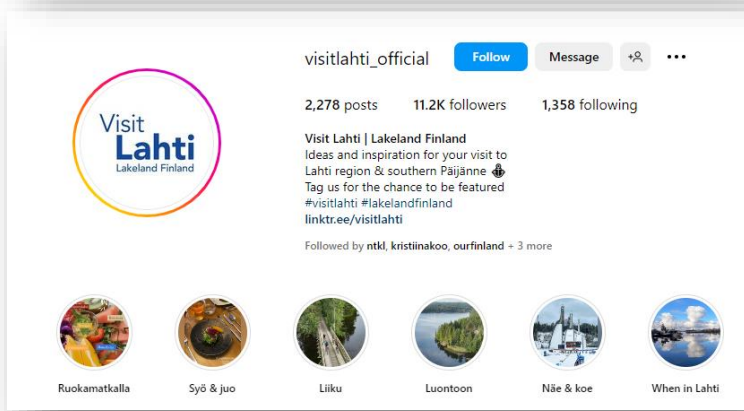 visitlahti_official Follow Message
2,278 posts 11.2K followers 1,358 following
Visit
Lahti
Lakeland Finland
Visit Lahti | Lakeland Finland
Ideas and inspiration for your visit to
Lahti region & southern Päijänne
Tag us for the chance to be featured
#visitlahti #lakelandfinland
linktr.ee/visitlahti
Followed by ntkl, kristiinakoo, ourfinland + 3 more
Ruokamatkalla Syö & juo Liiku Luontoon Näe & koe When in Lahti